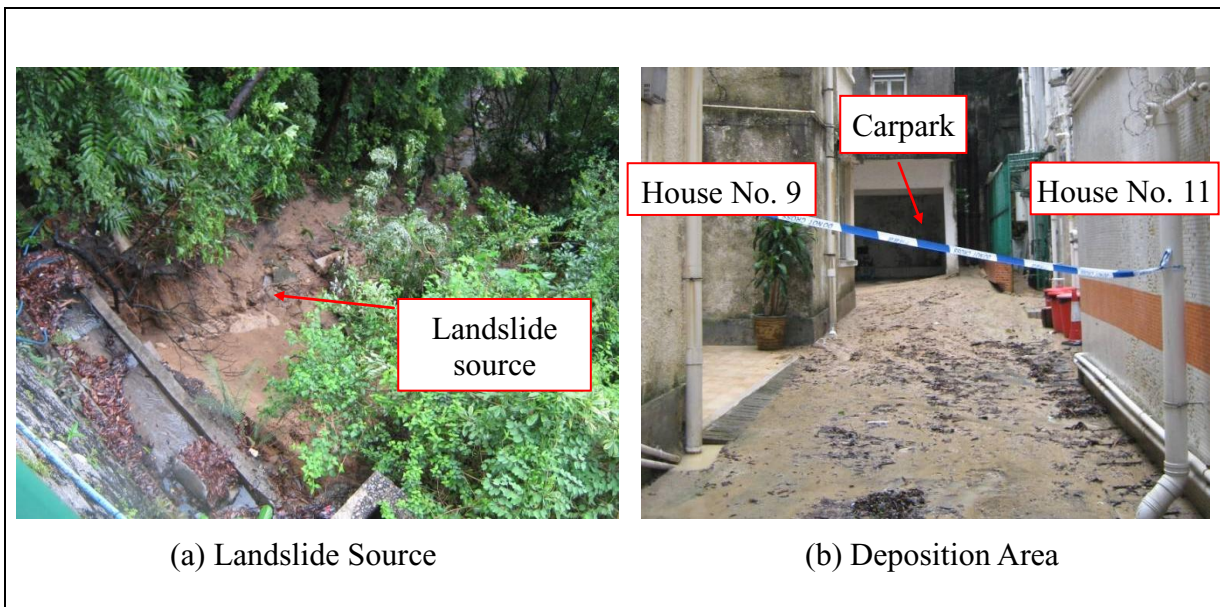 Landslide
source
Carpark
House No. 9
House No. 11
(a) Landslide Source
(b) Deposition Area